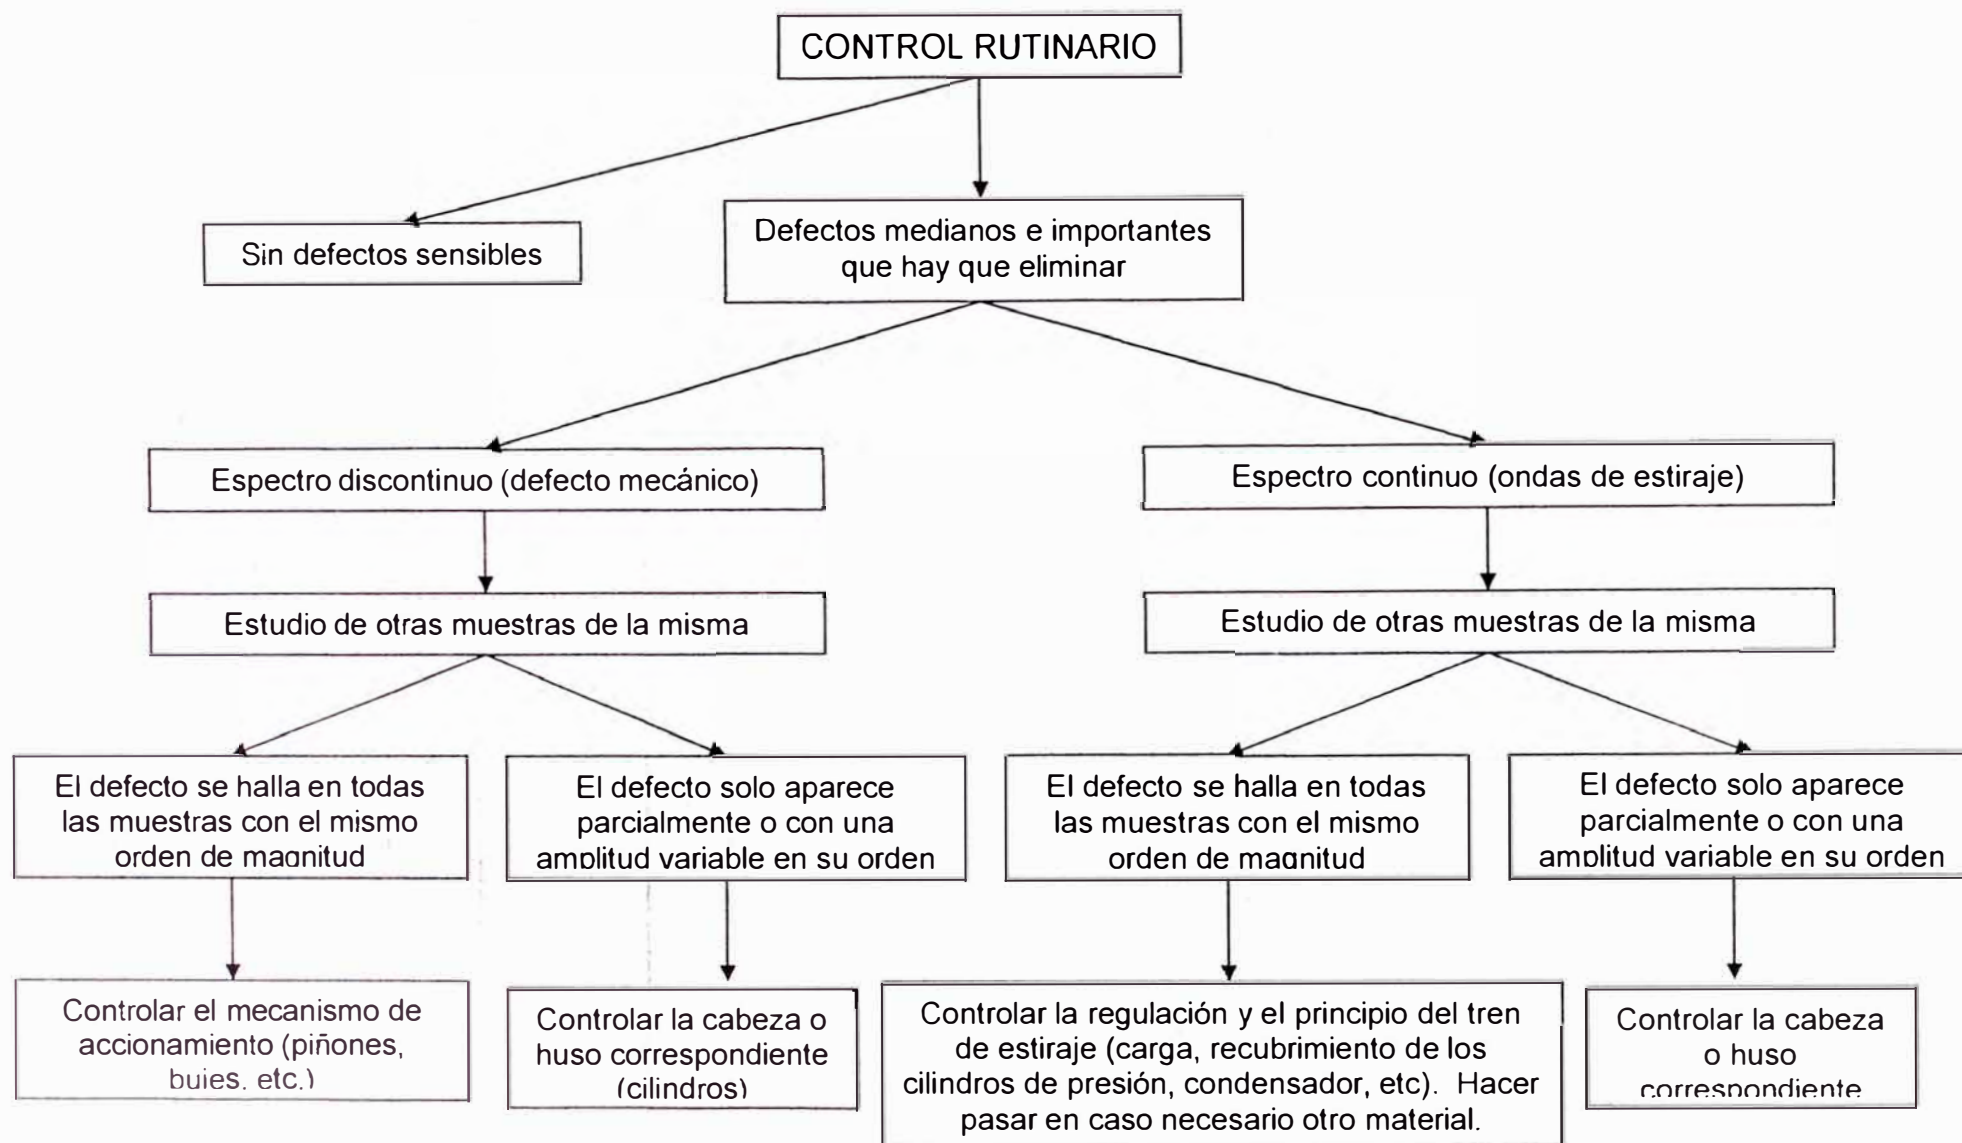 CONTROL RUTINARIO
Sin defectos sensibles
Defectos medianos e importantes
que hay que eliminar
Espectro discontinuo (defecto mecánico)
Espectro continuo (ondas de estiraje)
Estudio de otras muestras de la misma
Estudio de otras muestras de la misma
El defecto se halla en todas
las muestras con el mismo
orden de magnitud
El defecto solo aparece
parcialmente o con una
amplitud variable en su orden
El defecto se halla en todas
las muestras con el mismo
orden de magnitud
El defecto solo aparece
parcialmente o con una
amplitud variable en su orden
Controlar el mecanismo de
accionamiento (piñones,
bujes, etc.)
Controlar la cabeza o
huso correspondiente
(cilindros)
Controlar la regulación y el principio del tren
de estiraje (carga, recubrimiento de los
cilindros de presión, condensador, etc). Hacer
pasar en caso necesario otro material.
Controlar la cabeza
o huso
correspondiente